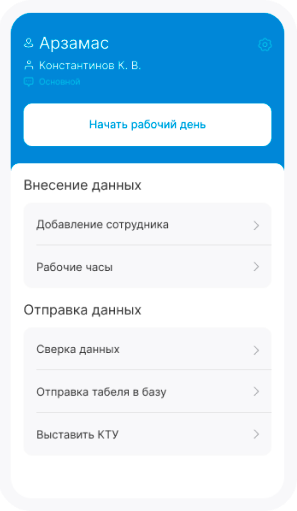 Арзамас
Константинов К. В.
Основной
Начать рабочий день
Внесение данных
Добавление сотрудника
Рабочие часы
Отправка данных
Сверка данных
Отправка табеля в базу
Выставить КТУ